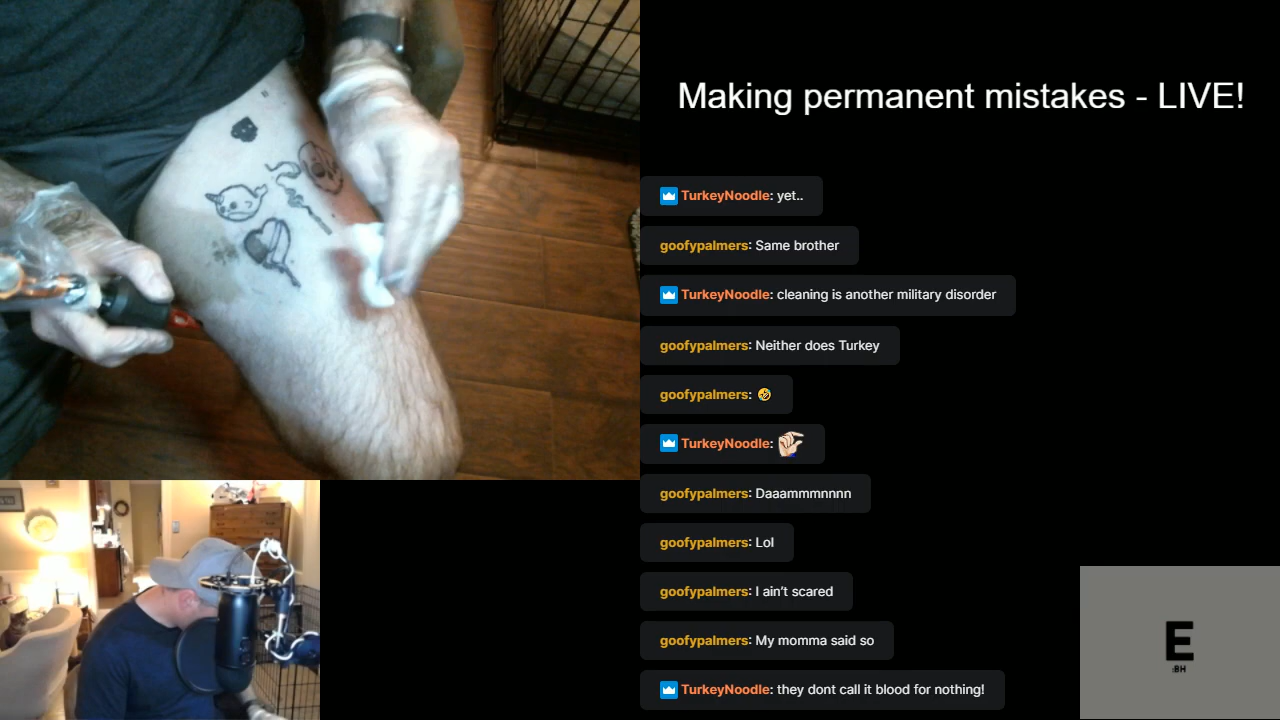 Making permanent mistakes - LIVE!
TurkeyNoodle: yet..
goofypalmers: Same brother
TurkeyNoodle: cleaning is another military disorder
goofypalmers: Neither does Turkey
goofypalmers: 🤣
TurkeyNoodle:
goofypalmers: Daaammmnnnn
goofypalmers: Lol
goofypalmers: I ain't scared
goofypalmers: My momma said so
TurkeyNoodle: they dont call it blood for nothing!
E
:BH